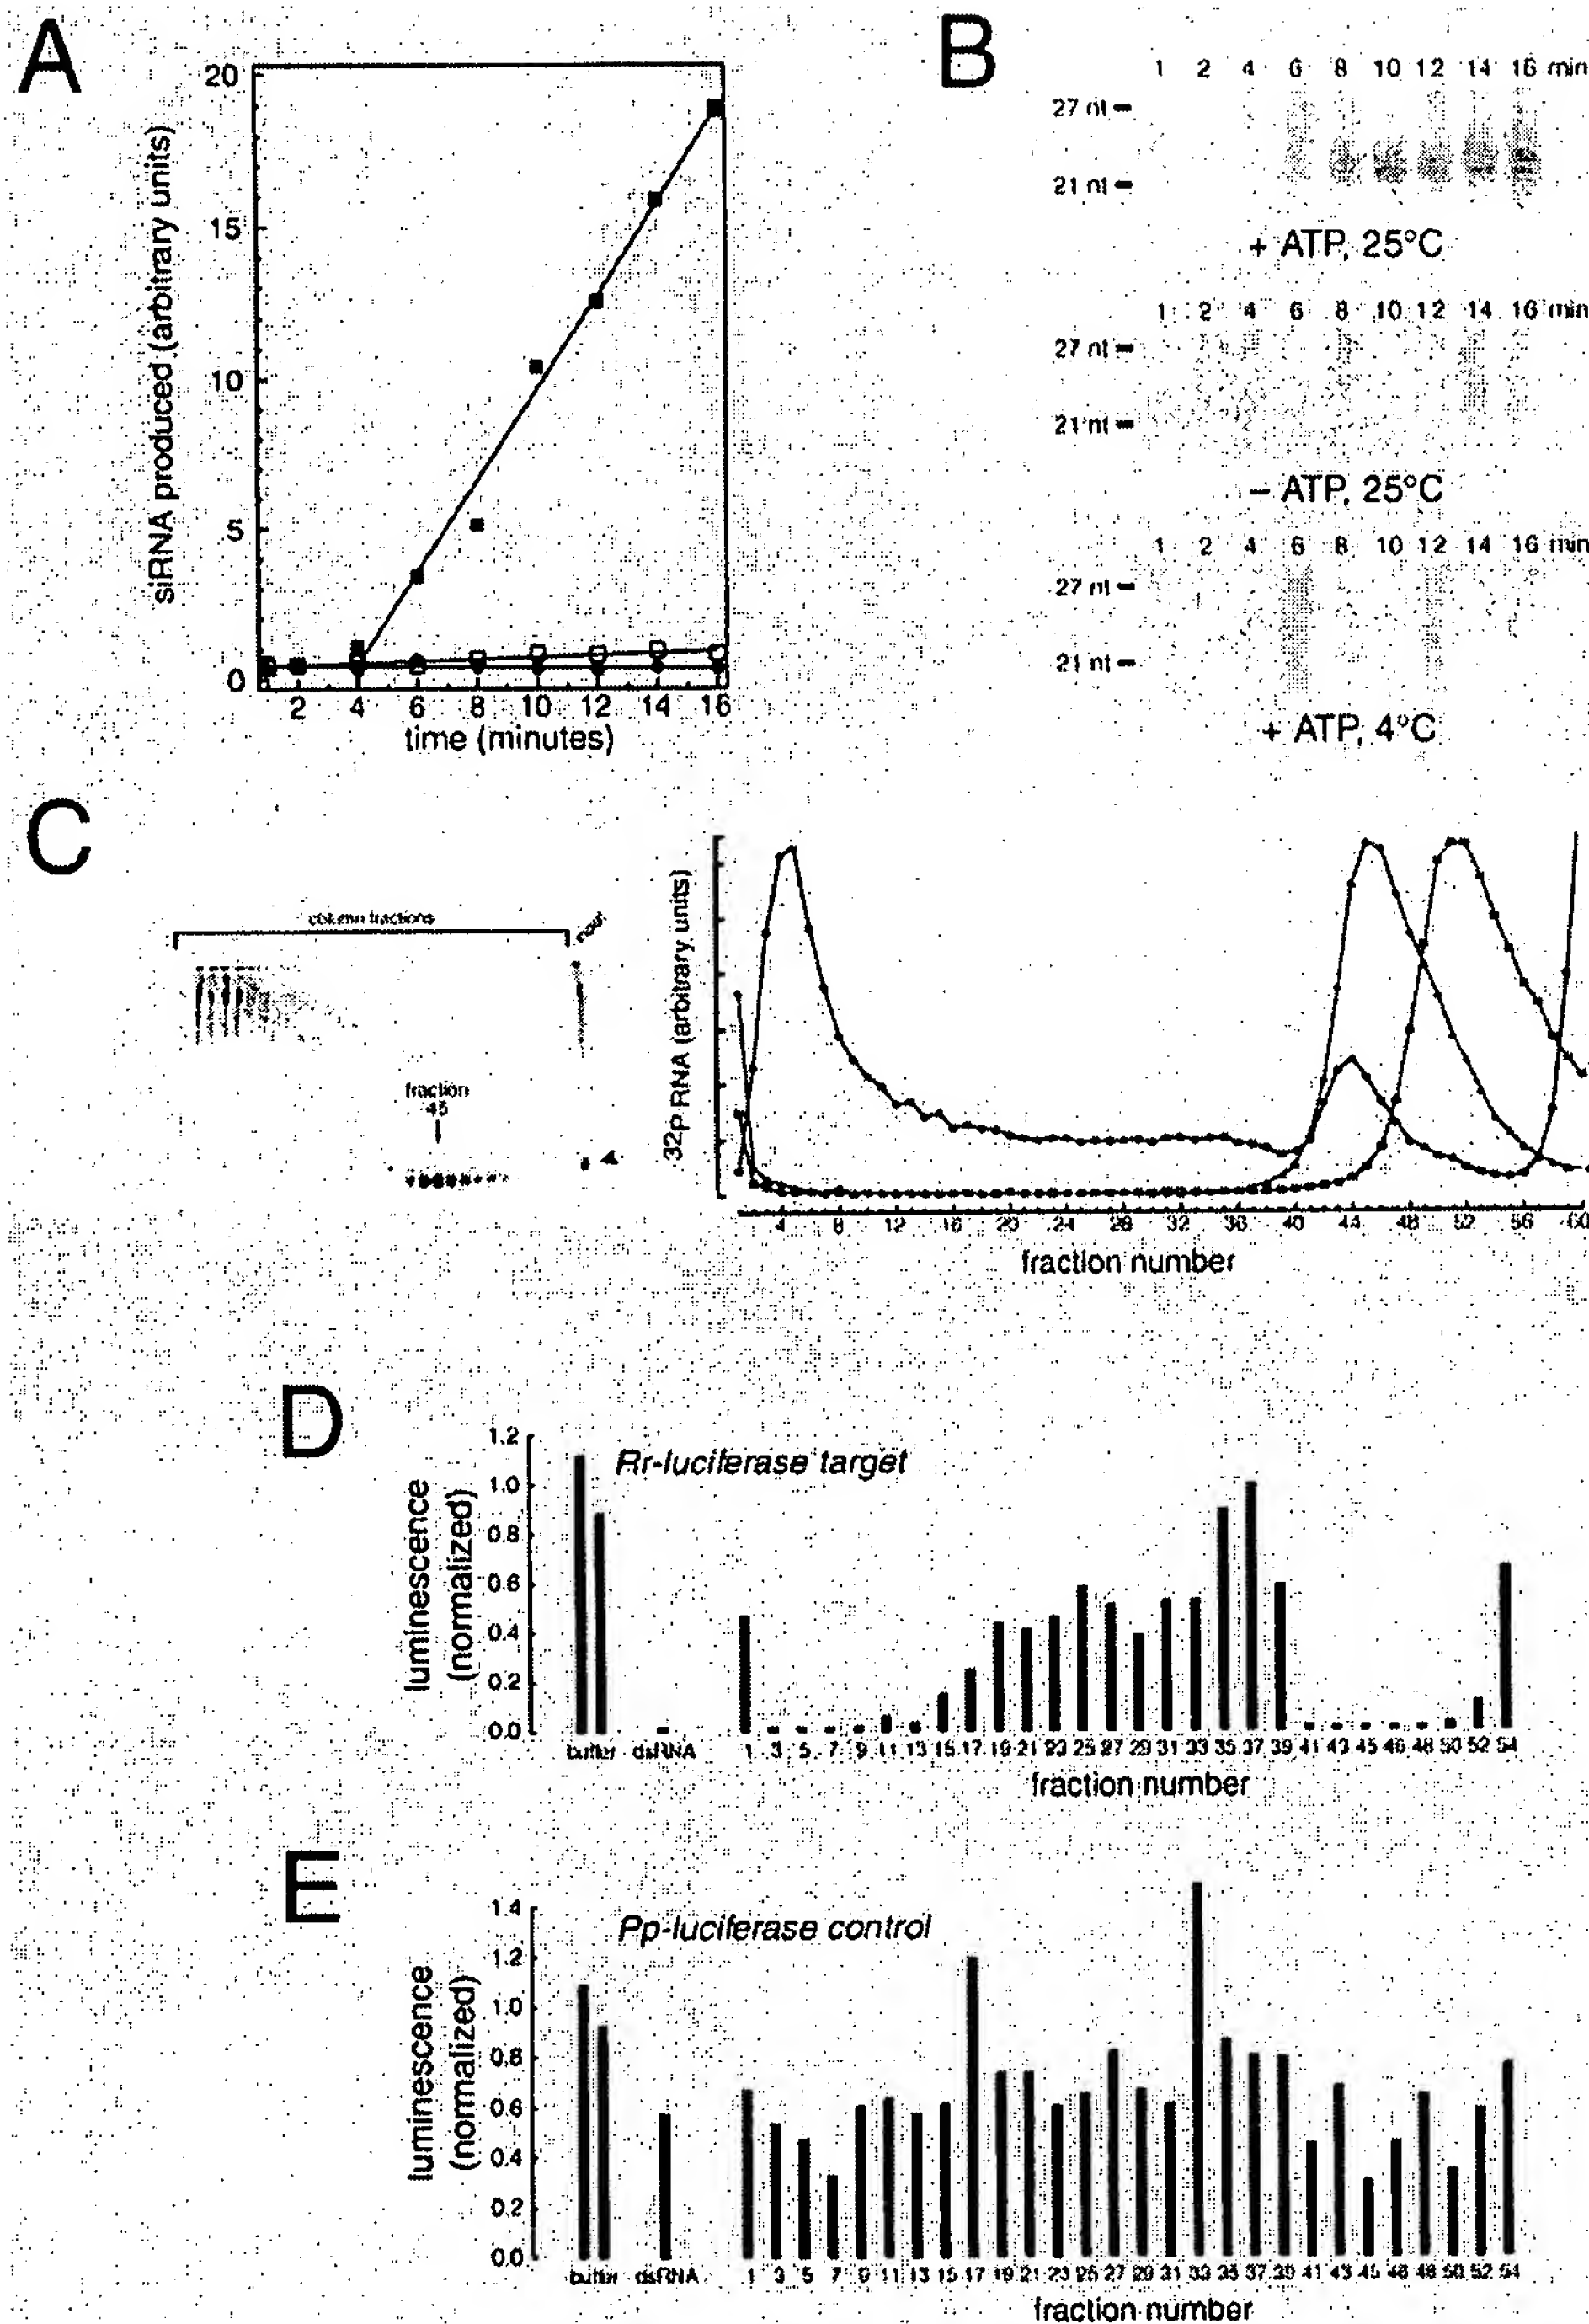 A
siRNA produced (arbitrary units)
20
15
10
5
0
2 4 6 8 10 12 14 16
time (minutes)
B
1 2 4 6 8 10 12 14 16 min
27 nt
21 nt
+ ATP, 25°C
1 2 4 6 8 10 12 14 16 min
27 nt
21 nt
– ATP, 25°C
1 2 4 6 8 10 12 14 16 min
27 nt
21 nt
+ ATP, 4°C
C
column fractions
fraction
45
32P RNA (arbitrary units)
4 8 12 16 20 24 28 32 36 40 44 48 52 56 60
fraction number
D
Rr-luciferase target
luminescence
(normalized)
1.2
1.0
0.8
0.6
0.4
0.2
0.0
buffer dsRNA 1 3 5 7 9 11 13 15 17 19 21 23 25 27 29 31 33 35 37 39 41 43 45 46 48 50 52 54
fraction number
E
Pp-luciferase control
luminescence
(normalized)
1.4
1.2
1.0
0.8
0.6
0.4
0.2
0.0
buffer dsRNA 1 3 5 7 9 11 13 15 17 19 21 23 25 27 29 31 33 35 37 39 41 43 45 46 48 50 52 54
fraction number